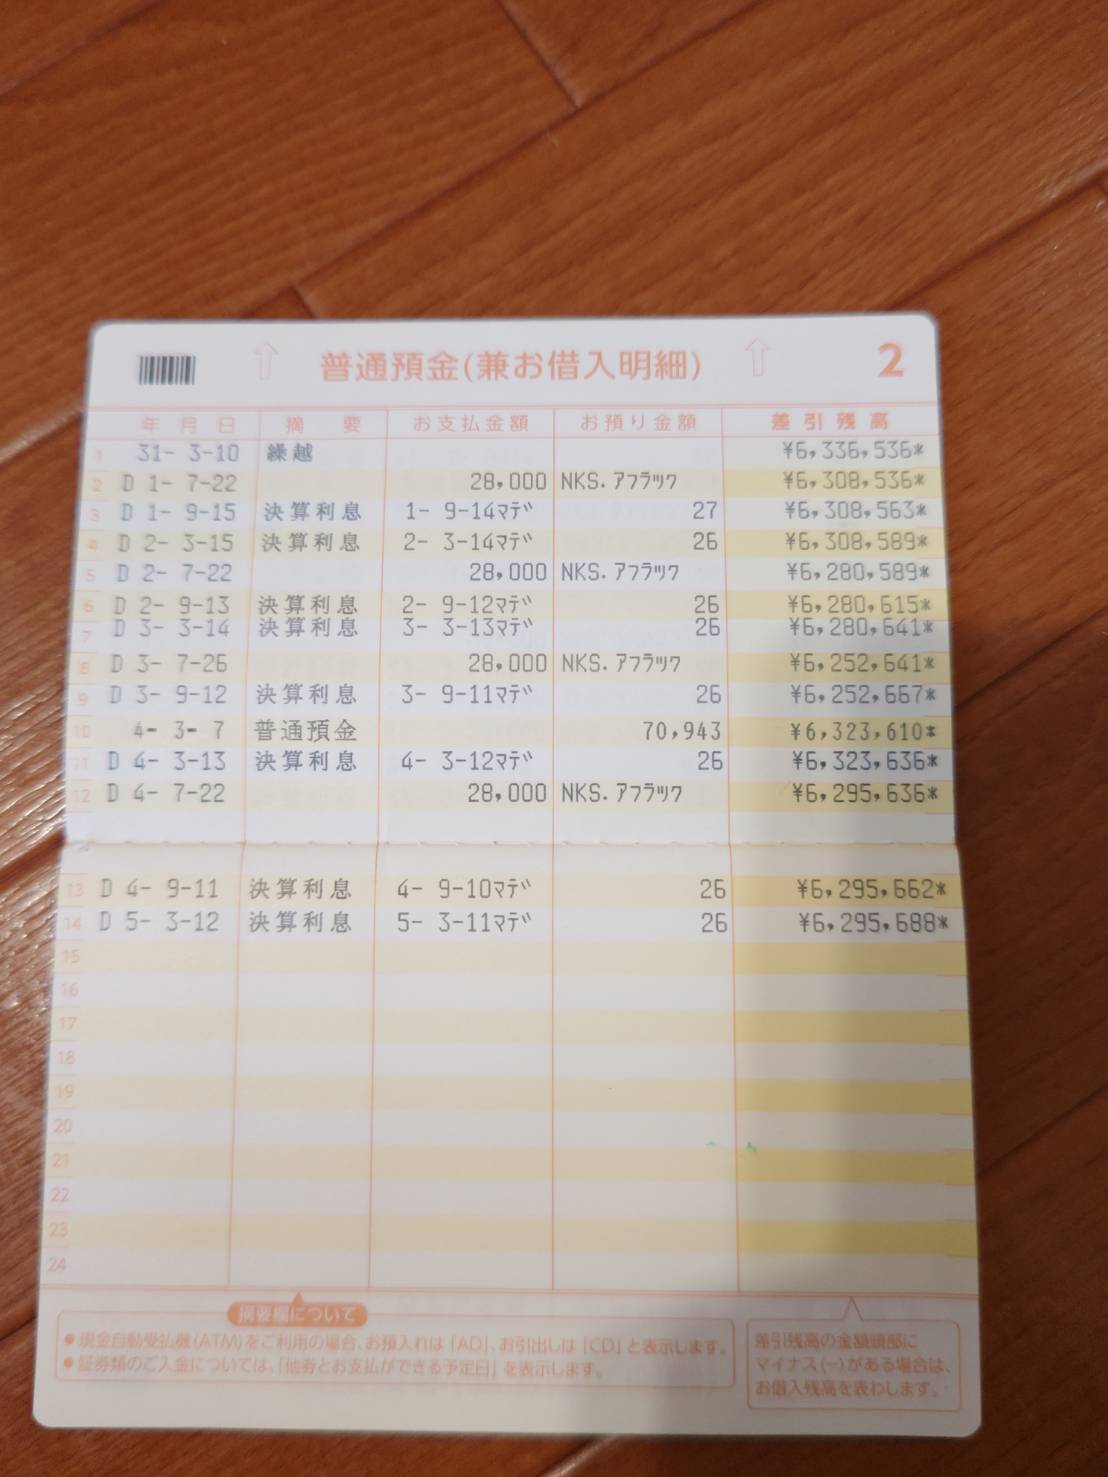 普通預金(兼お借入明細) 2
年 月 日 摘 要 お支払金額 お預り金額 差引残高
1 31- 3-10 繰越 ¥6,336,536*
2 D 1- 7-22 28,000 NKS.アフラツク ¥6,308,536*
3 D 1- 9-15 決算利息 1- 9-14マデ 27 ¥6,308,563*
4 D 2- 3-15 決算利息 2- 3-14マデ 26 ¥6,308,589*
5 D 2- 7-22 28,000 NKS.アフラツク ¥6,280,589*
6 D 2- 9-13 決算利息 2- 9-12マデ 26 ¥6,280,615*
7 D 3- 3-14 決算利息 3- 3-13マデ 26 ¥6,280,641*
8 D 3- 7-26 28,000 NKS.アフラツク ¥6,252,641*
9 D 3- 9-12 決算利息 3- 9-11マデ 26 ¥6,252,667*
10 4- 3- 7 普通預金 70,943 ¥6,323,610*
11 D 4- 3-13 決算利息 4- 3-12マデ 26 ¥6,323,636*
12 D 4- 7-22 28,000 NKS.アフラツク ¥6,295,636*
13 D 4- 9-11 決算利息 4- 9-10マデ 26 ¥6,295,662*
14 D 5- 3-12 決算利息 5- 3-11マデ 26 ¥6,295,688*
15
16
17
18
19
20
21
22
23
24
摘要欄について
●現金自動受払機(ATM)をご利用の場合、お預入れは「AD」、お引出しは「CD」と表示します。
●証券類のご入金については、「他券とお支払ができる予定日」を表示します。
差引残高の金額頭部に
マイナス(−)がある場合は、
お借入残高を表わします。